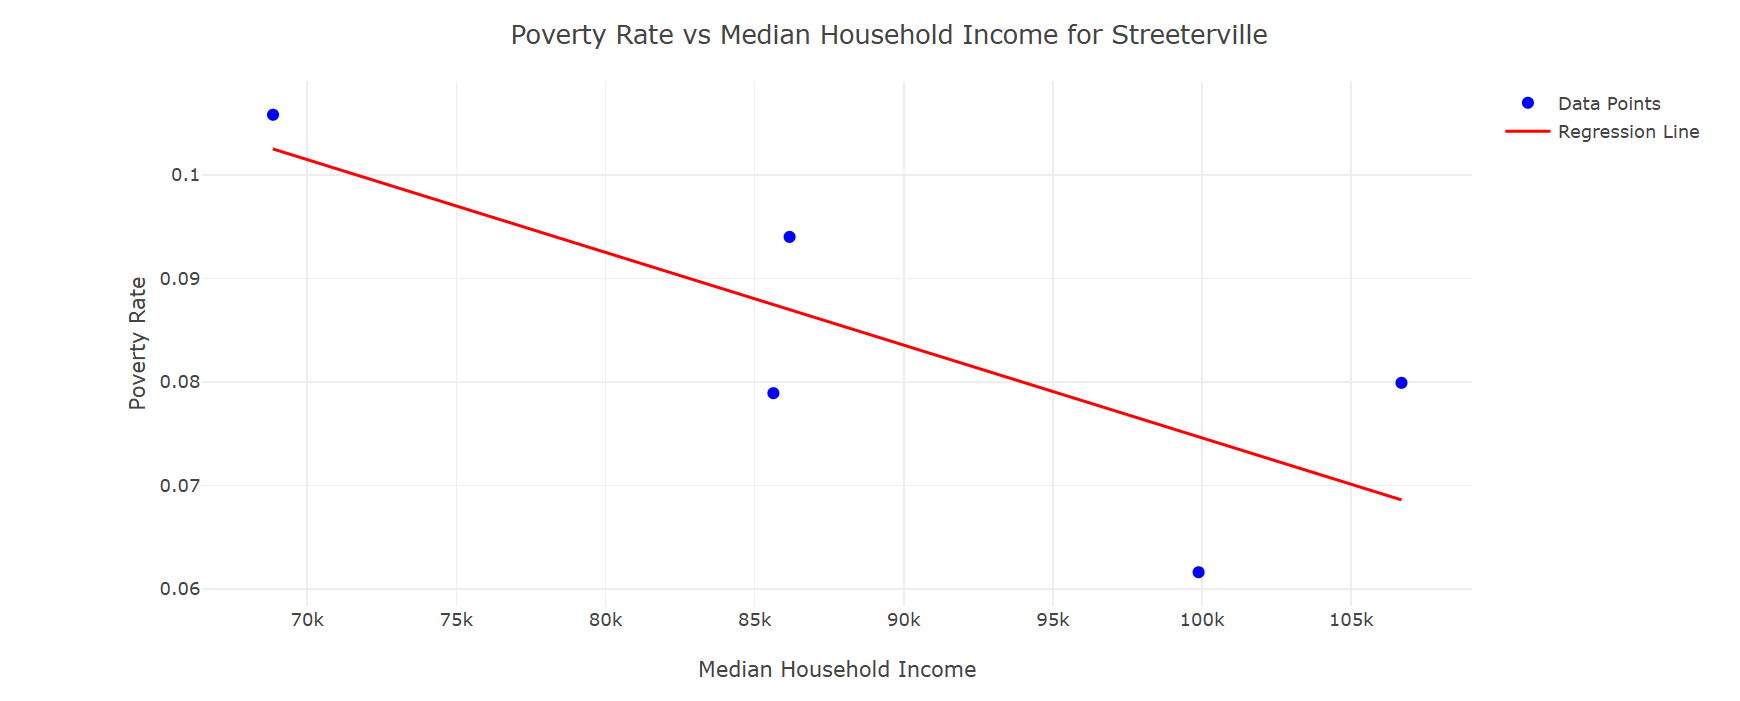 Poverty Rate vs Median Household Income for Streeterville
Data Points
Regression Line
Poverty Rate
0.1
0.09
0.08
0.07
0.06
70k 75k 80k 85k 90k 95k 100k 105k
Median Household Income